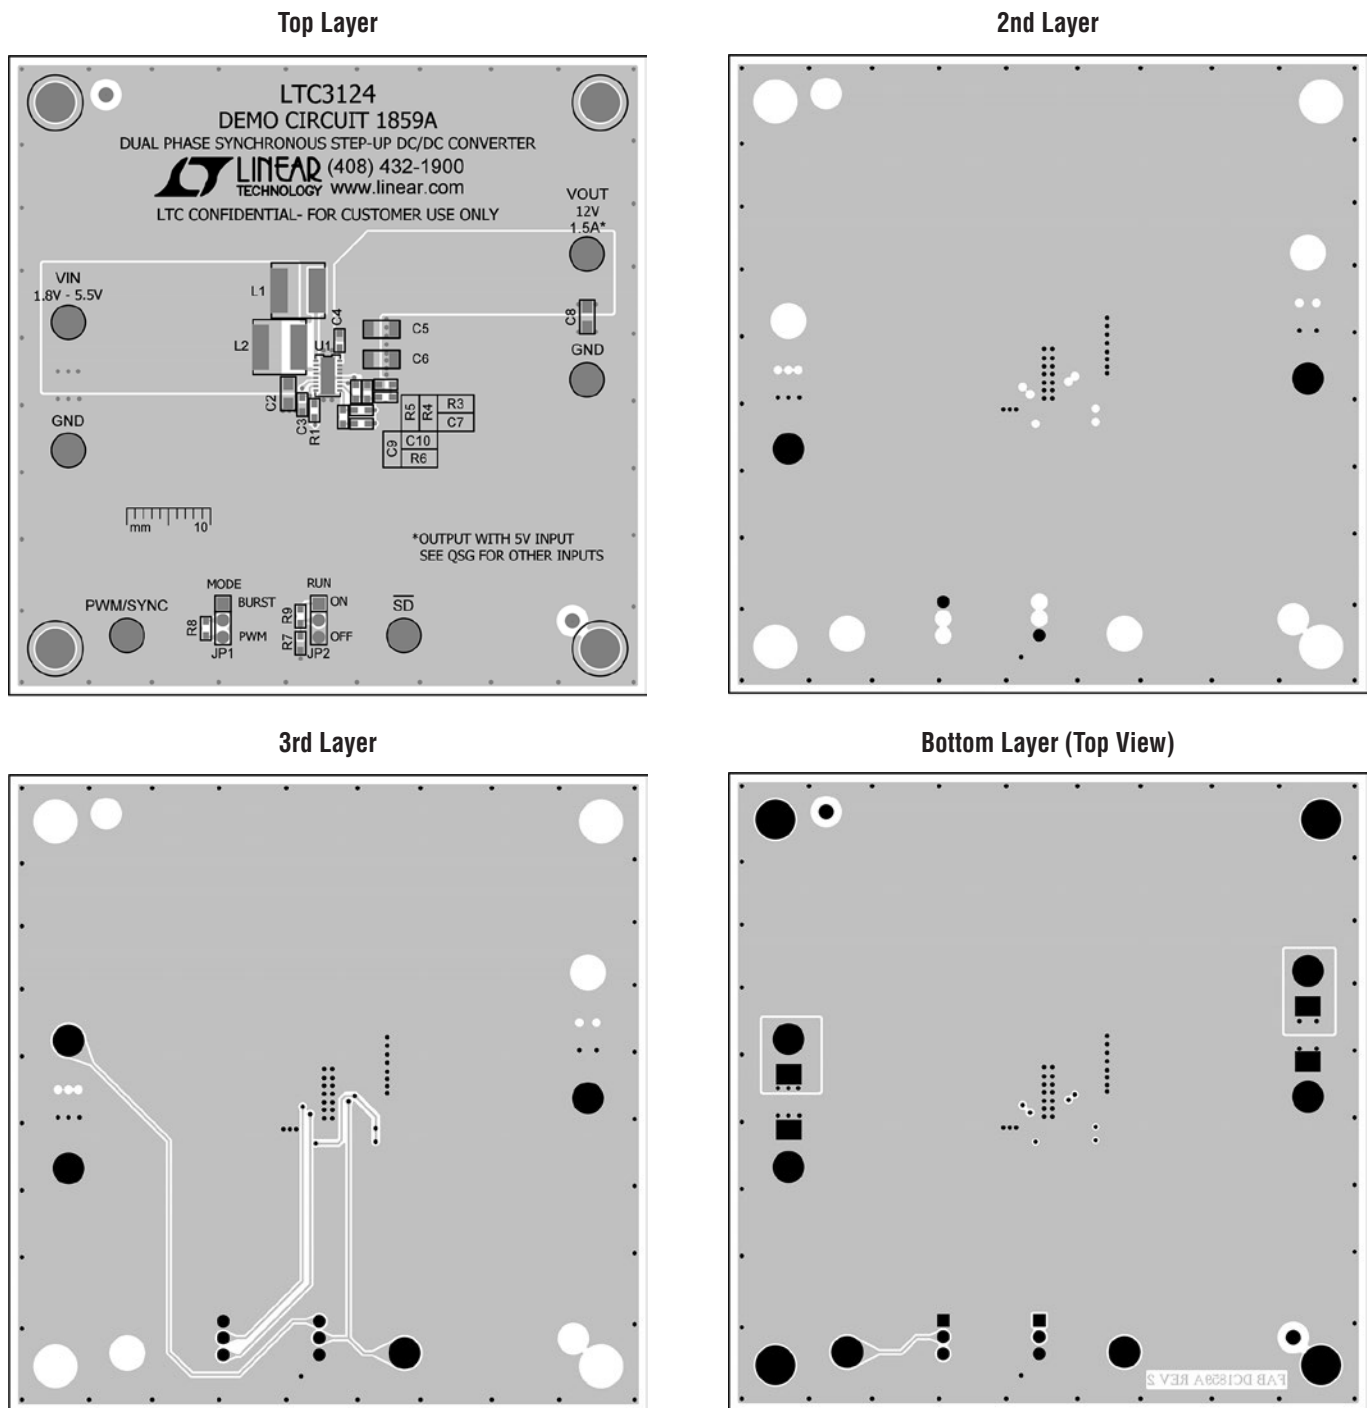 Top Layer
2nd Layer
LTC3124
DEMO CIRCUIT 1859A
DUAL PHASE SYNCHRONOUS STEP-UP DC/DC CONVERTER
LINEAR TECHNOLOGY
(408) 432-1900
www.linear.com
LTC CONFIDENTIAL- FOR CUSTOMER USE ONLY
VOUT
12V
1.5A*
VIN
1.8V - 5.5V
L1
C4
C8
C5
L2
U1
C6
GND
C2
C3
R1
R5
R4
R3
C7
GND
C9
C10
R6
mm 10
*OUTPUT WITH 5V INPUT
SEE QSG FOR OTHER INPUTS
MODE
RUN
PWM/SYNC
BURST
ON
SD
R8
R9
R7
PWM
OFF
JP1
JP2
3rd Layer
Bottom Layer (Top View)
FAB DC1859A REV 2